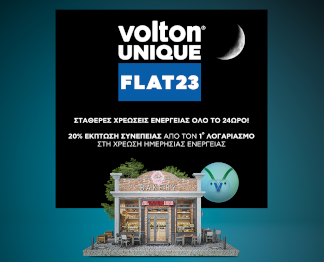 volton®
UNIQUE
FLAT23
ΣΤΑΘΕΡΕΣ ΧΡΕΩΣΕΙΣ ΕΝΕΡΓΕΙΑΣ ΟΛΟ ΤΟ 24ΩΡΟ!
20% ΕΚΠΤΩΣΗ ΣΥΝΕΠΕΙΑΣ ΑΠΟ ΤΟΝ 1° ΛΟΓΑΡΙΑΣΜΟ
ΣΤΗ ΧΡΕΩΣΗ ΗΜΕΡΗΣΙΑΣ ΕΝΕΡΓΕΙΑΣ
"V"